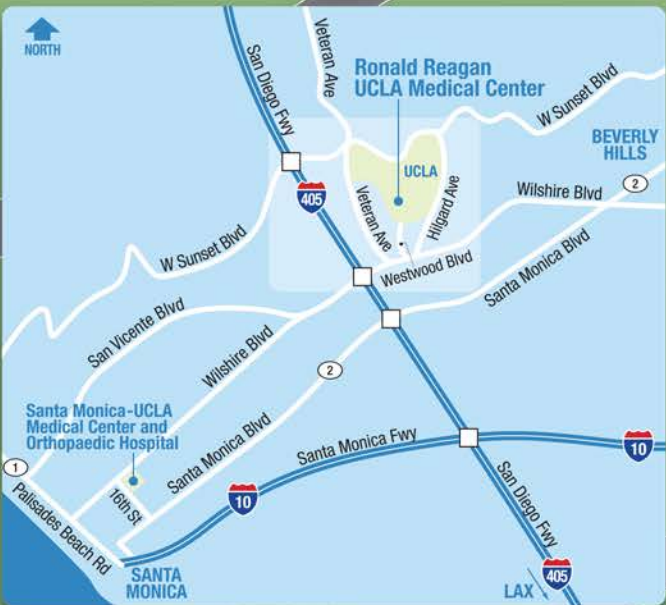 NORTH
San Diego Fwy
Veteran Ave
Ronald Reagan
UCLA Medical Center
W Sunset Blvd
BEVERLY
HILLS
2
UCLA
Wilshire Blvd
405
Veteran Ave
Hilgard Ave
W Sunset Blvd
Westwood Blvd
Santa Monica Blvd
San Vicente Blvd
Wilshire Blvd
2
Santa Monica-UCLA
Medical Center and
Orthopaedic Hospital
Santa Monica Blvd
Santa Monica Fwy
10
1
16th St
10
Palisades Beach Rd
San Diego Fwy
SANTA
MONICA
405
LAX